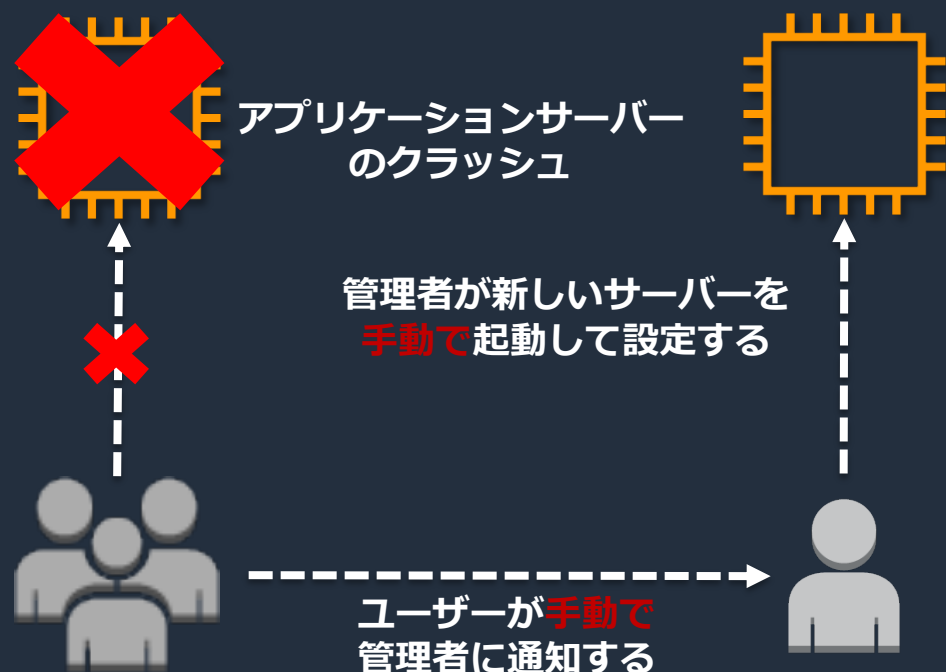 アプリケーションサーバー
のクラッシュ
管理者が新しいサーバーを
手動で起動して設定する
ユーザーが手動で
管理者に通知する